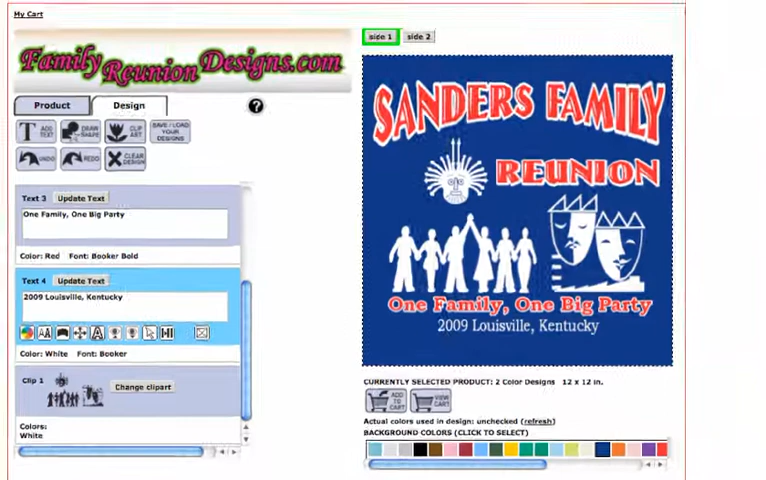 My Cart
side 1 side 2
Family Reunion Designs.com
Product Design ?
ADD TEXT
DRAW SHAPE
CLIP ART
SAVE / LOAD YOUR DESIGNS
UNDO
REDO
CLEAR DESIGN
Text 3 Update Text
One Family, One Big Party
Color: Red Font: Booker Bold
Text 4 Update Text
2009 Louisville, Kentucky
Color: White Font: Booker
Clip 1 Change clipart
Colors:
White
SANDERS FAMILY
REUNION
One Family, One Big Party
2009 Louisville, Kentucky
CURRENTLY SELECTED PRODUCT: 2 Color Designs 12 x 12 in.
ADD TO CART VIEW CART
Actual colors used in design: unchecked (refresh)
BACKGROUND COLORS (CLICK TO SELECT)